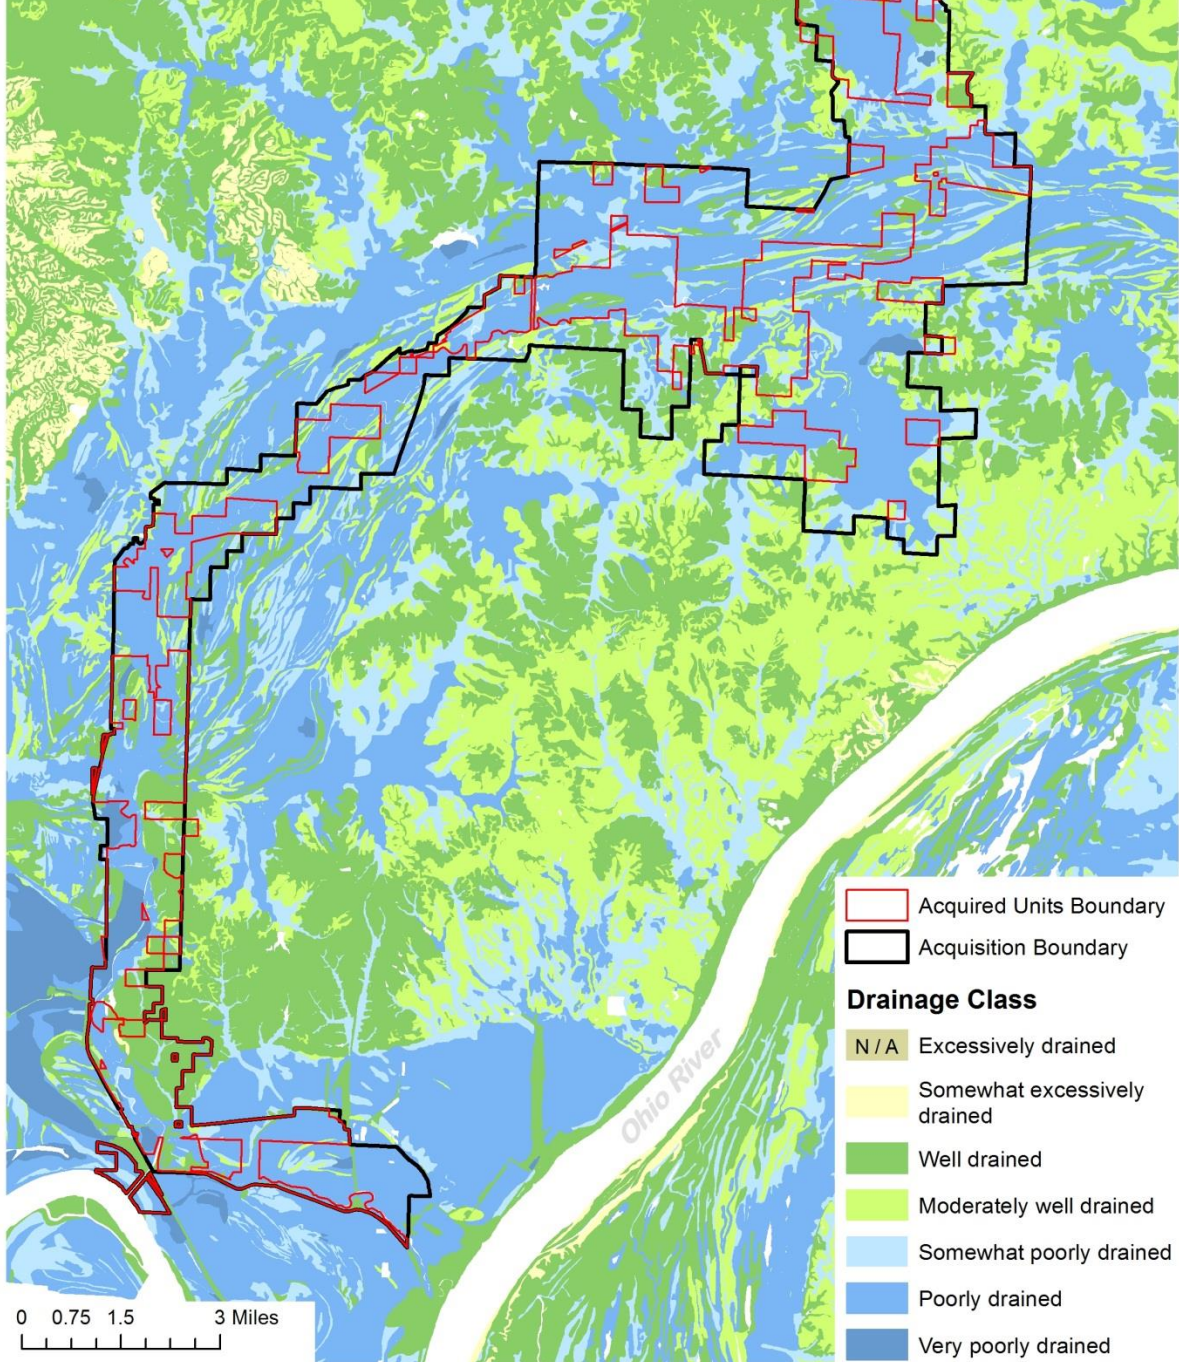 Ohio River
Acquired Units Boundary
Acquisition Boundary
Drainage Class
N / A Excessively drained
Somewhat excessively
drained
Well drained
Moderately well drained
Somewhat poorly drained
Poorly drained
Very poorly drained
0 0.75 1.5 3 Miles